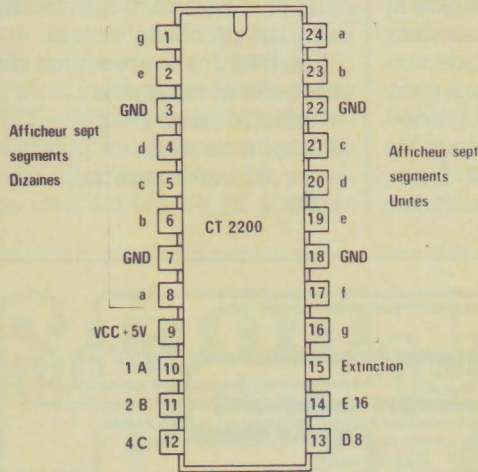 g 1
e 2
GND 3
d 4
c 5
b 6
GND 7
a 8
VCC + 5V 9
1 A 10
2 B 11
4 C 12
Afficheur sept
segments
Dizaines
CT 2200
24 a
23 b
22 GND
21 c
20 d
19 e
18 GND
17 f
16 g
15 Extinction
14 E 16
13 D 8
Afficheur sept
segments
Unites